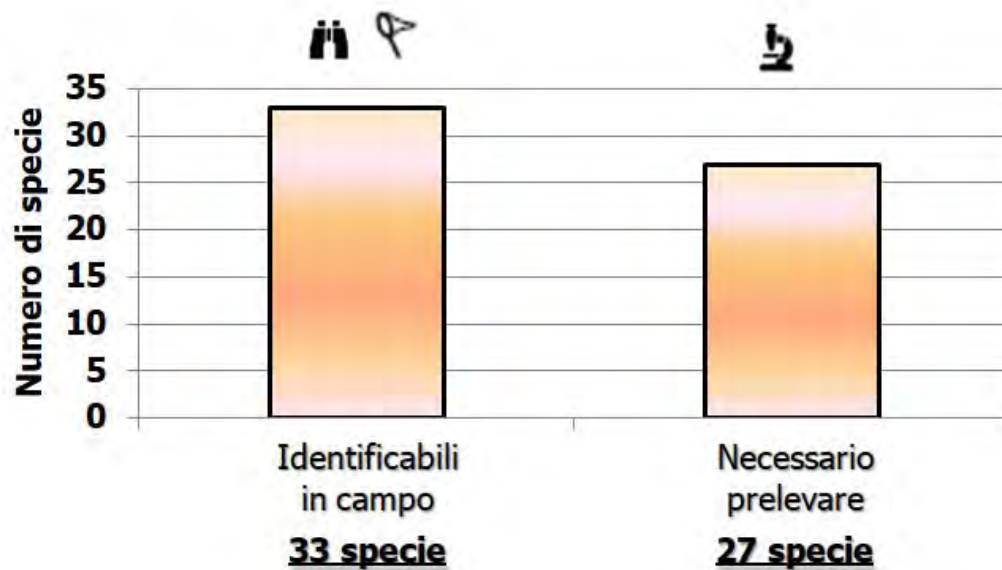 Numero di specie
35
30
25
20
15
10
5
0
Identificabili
in campo
33 specie
Necessario
prelevare
27 specie